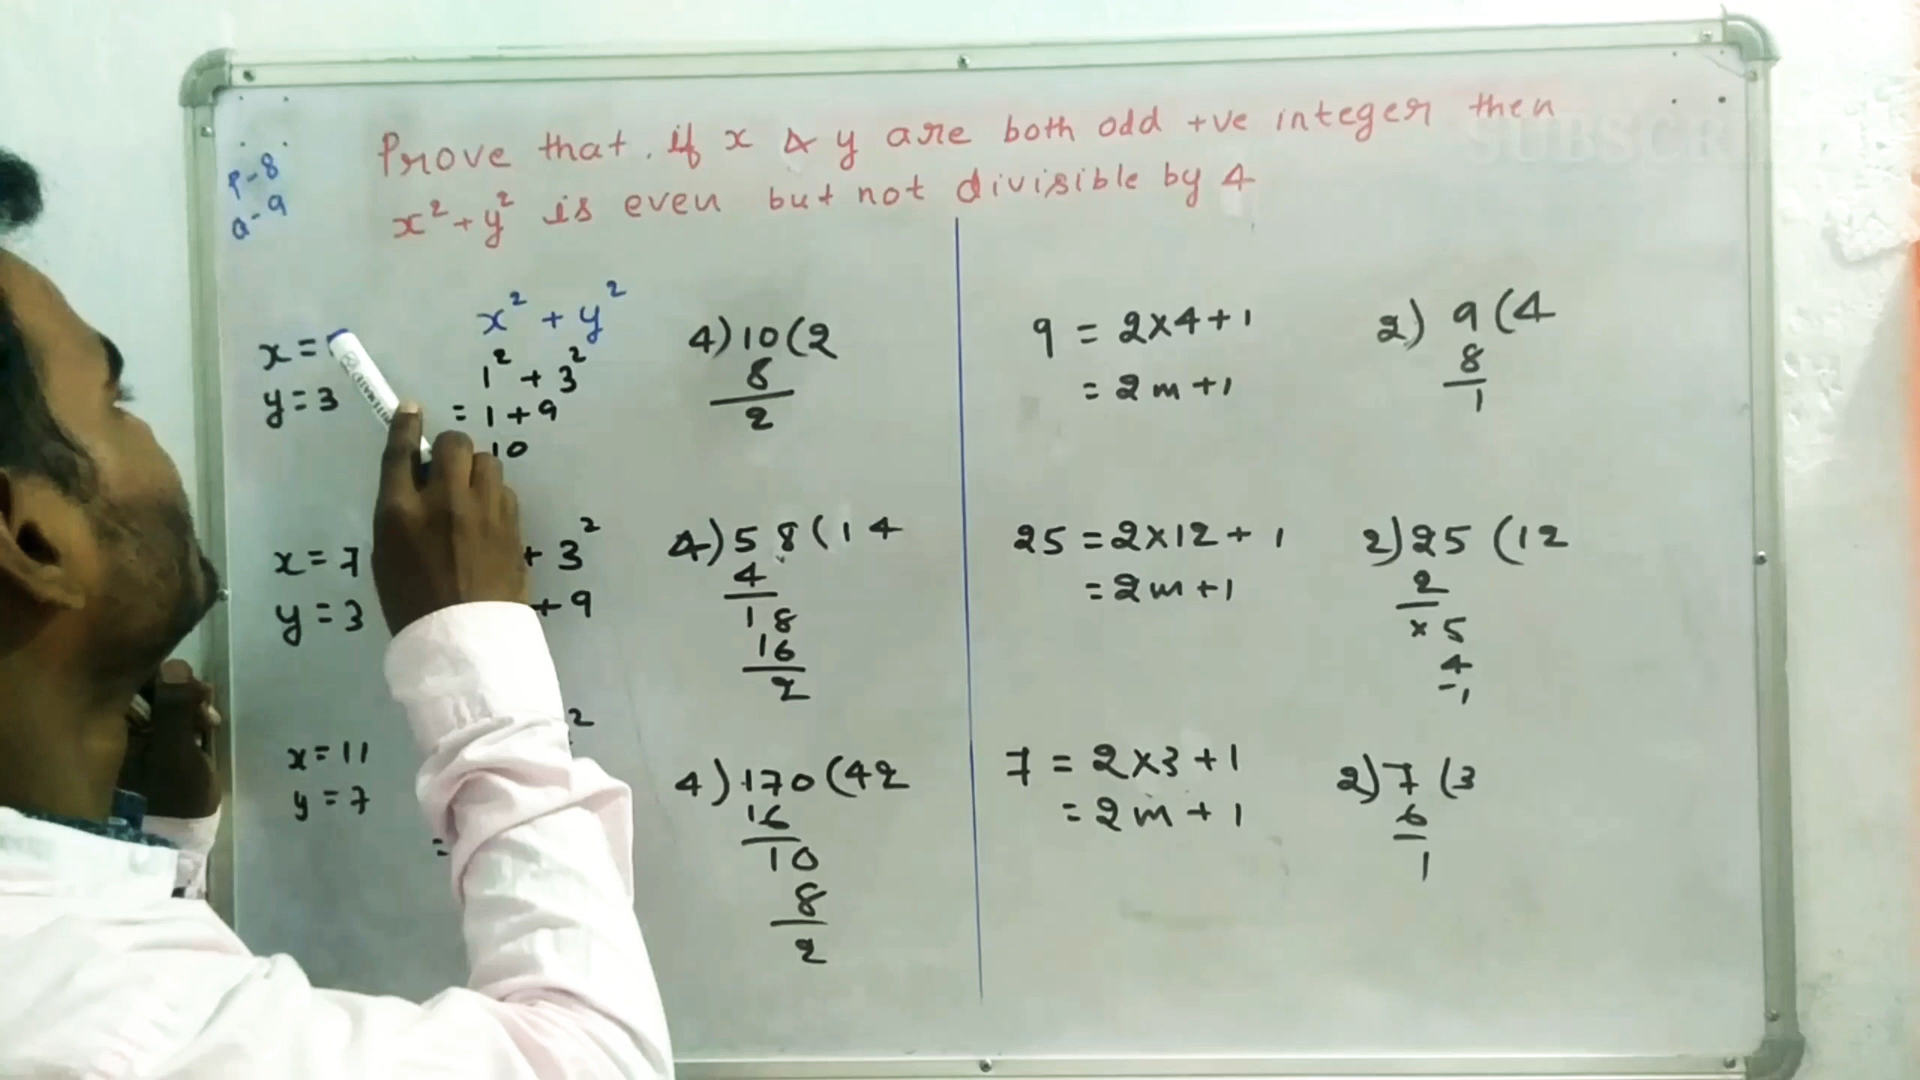 P-8
Q-9
Prove that if x & y are both odd +ve integer then
x² + y² is even but not divisible by 4
x =
y = 3
x² + y²
1² + 3²
= 1 + 9
10
4) 10 (2
8
2
x = 7
y = 3
+ 3²
+ 9
4) 58 (14
4
18
16
2
x = 11
y = 7
²
=
4) 170 (42
16
10
8
2
9 = 2×4+1
= 2m+1
2) 9 (4
8
1
25 = 2×12+1
= 2m+1
2) 25 (12
2
×5
4
1
7 = 2×3+1
= 2m+1
2) 7 (3
6
1